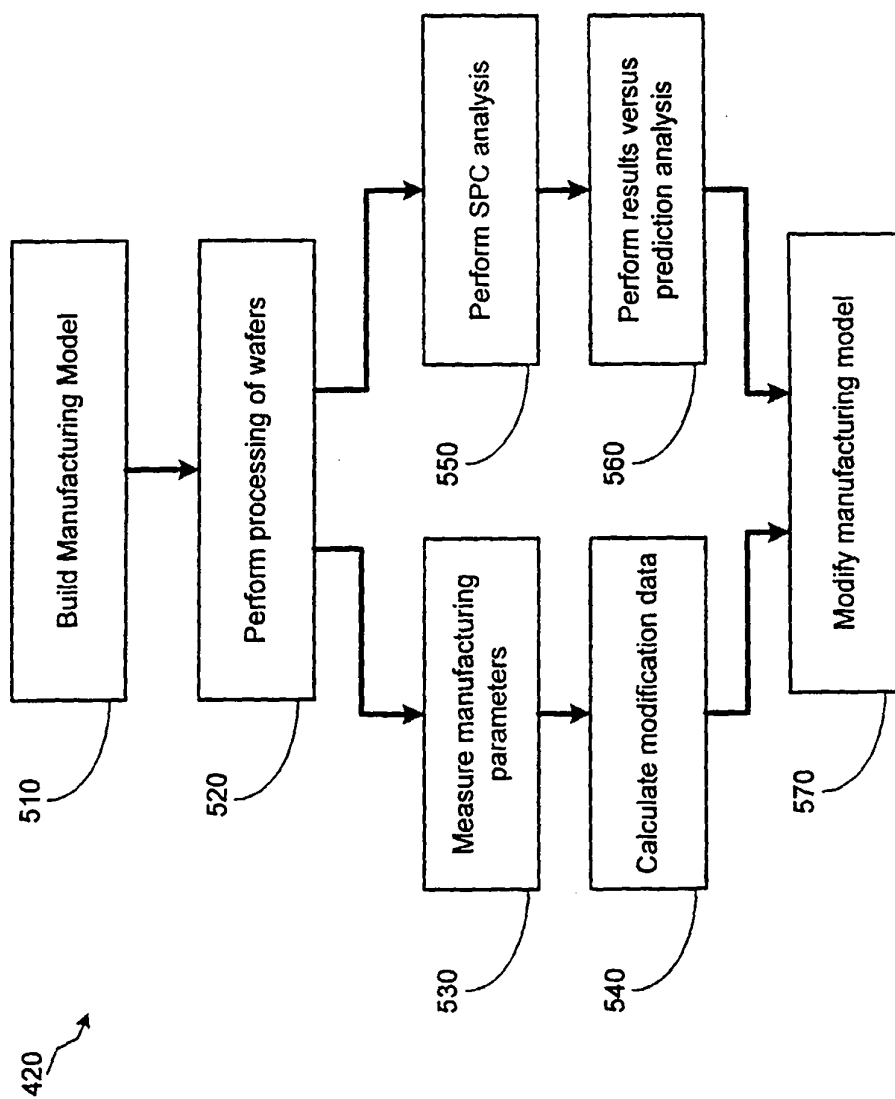 420
510
Build Manufacturing Model
520
Perform processing of wafers
530
Measure manufacturing
parameters
540
Calculate modification data
550
Perform SPC analysis
560
Perform results versus
prediction analysis
570
Modify manufacturing model